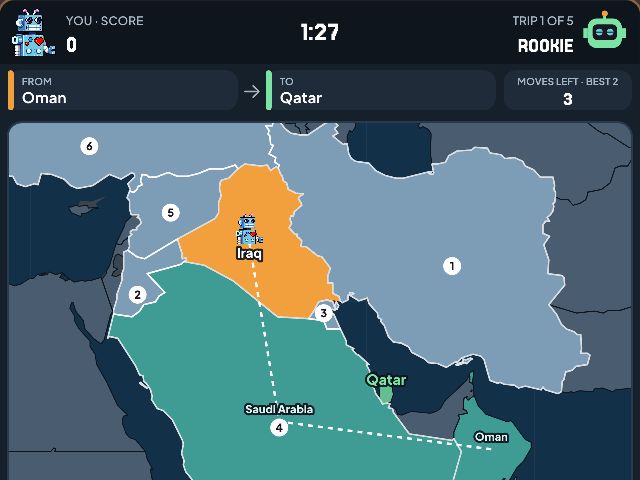 YOU · SCORE
0
1:27
TRIP 1 OF 5
ROOKIE
FROM
Oman
→
TO
Qatar
MOVES LEFT · BEST 2
3
6
5
Iraq
1
2
3
Qatar
Saudi Arabia
4
Oman